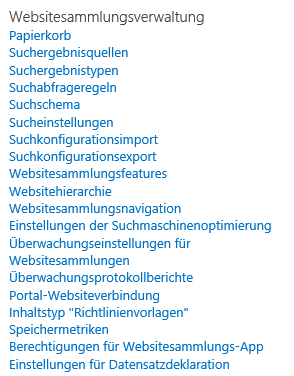 Websitesammlungsverwaltung
Papierkorb
Suchergebnisquellen
Suchergebnistypen
Suchabfrageregeln
Suchschema
Sucheinstellungen
Suchkonfigurationsimport
Suchkonfigurationsexport
Websitesammlungsfeatures
Websitehierarchie
Websitesammlungsnavigation
Einstellungen der Suchmaschinenoptimierung
Überwachungseinstellungen für
Websitesammlungen
Überwachungsprotokollberichte
Portal-Websiteverbindung
Inhaltstyp "Richtlinienvorlagen"
Speichermetriken
Berechtigungen für Websitesammlungs-App
Einstellungen für Datensatzdeklaration